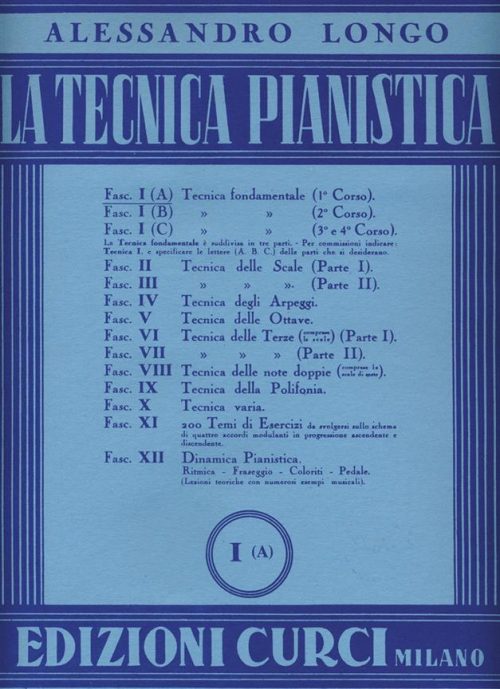 ALESSANDRO LONGO
LA TECNICA PIANISTICA
Fasc. I (A) Tecnica fondamentale (1º Corso).
Fasc. I (B) » » (2º Corso).
Fasc. I (C) » » (3º e 4º Corso).
La Tecnica fondamentale è suddivisa in tre parti. - Per commissioni indicare:
Tecnica I. e specificare le lettere (A. B. C.) delle parti che si desiderano.
Fasc. II Tecnica delle Scale (Parte I).
Fasc. III » » ». (Parte II).
Fasc. IV Tecnica degli Arpeggi.
Fasc. V Tecnica delle Ottave.
Fasc. VI Tecnica delle Terze (comprese le scale) (Parte I).
Fasc. VII » » » (Parte II).
Fasc. VIII Tecnica delle note doppie (comprese le scale di seste).
Fasc. IX Tecnica della Polifonia.
Fasc. X Tecnica varia.
Fasc. XI 200 Temi di Esercizi da svolgersi sullo schema
di quattro accordi modulanti in progressione ascendente e
discendente.
Fasc. XII Dinamica Pianistica.
Ritmica - Fraseggio - Coloriti - Pedale.
(Lezioni teoriche con numerosi esempi musicali).
I (A)
EDIZIONI CURCI MILANO